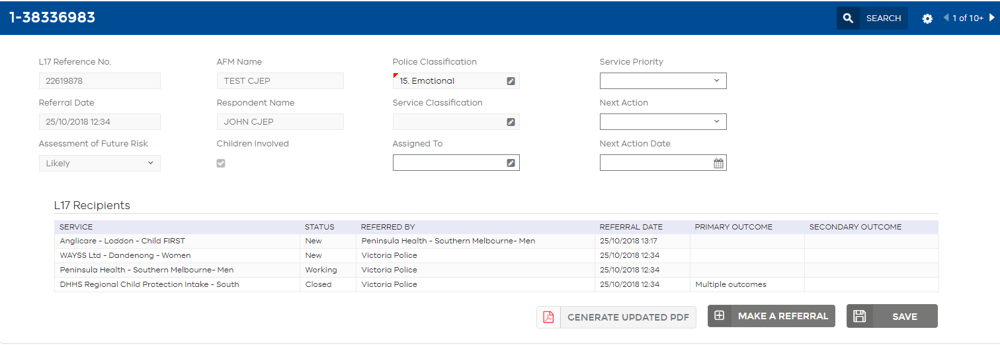 1-38336983
SEARCH
1 of 10+
L17 Reference No. AFM Name Police Classification Service Priority
22619878 TEST CJEP 15. Emotional
Referral Date Respondent Name Service Classification Next Action
25/10/2018 12:34 JOHN CJEP
Assessment of Future Risk Children Involved Assigned To Next Action Date
Likely
L17 Recipients
SERVICE STATUS REFERRED BY REFERRAL DATE PRIMARY OUTCOME SECONDARY OUTCOME
Anglicare - Loddon - Child FIRST New Peninsula Health - Southern Melbourne- Men 25/10/2018 13:17
WAYSS Ltd - Dandenong - Women New Victoria Police 25/10/2018 12:34
Peninsula Health - Southern Melbourne- Men Working Victoria Police 25/10/2018 12:34
DHHS Regional Child Protection Intake - South Closed Victoria Police 25/10/2018 12:34 Multiple outcomes
GENERATE UPDATED PDF MAKE A REFERRAL SAVE